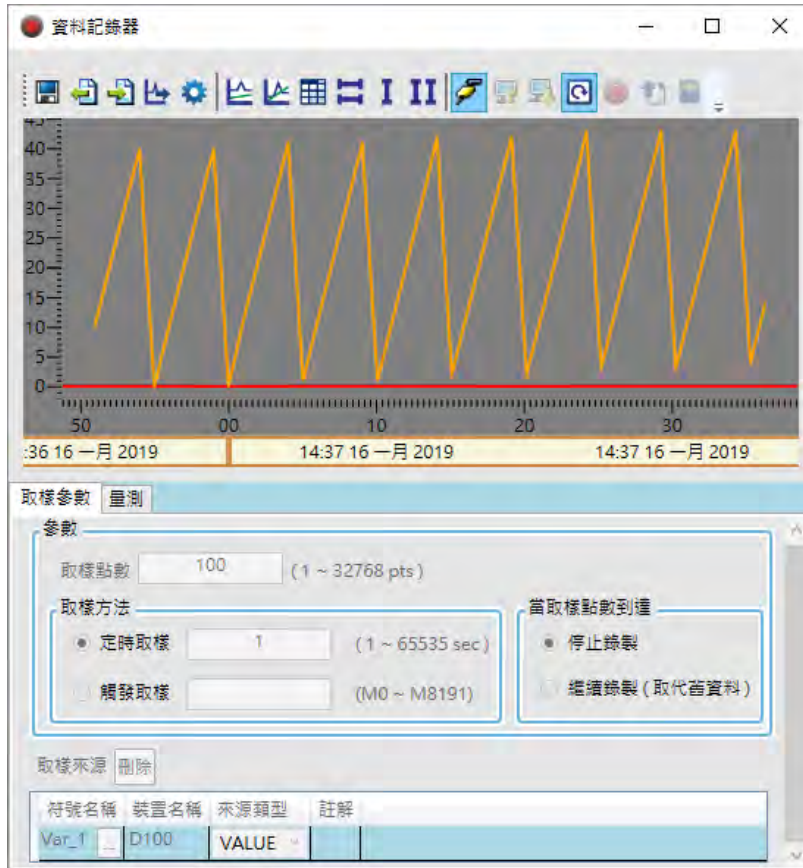 資料記錄器
45
40
35
30
25
20
15
10
5
0
50 00 10 20 30
:36 16 一月 2019 14:37 16 一月 2019 14:37 16 一月 2019
取樣參數 量測
參數
取樣點數 100 ( 1 ~ 32768 pts )
取樣方法
定時取樣 1 ( 1 ~ 65535 sec )
觸發取樣 (M0 ~ M8191)
當取樣點數到達
停止錄製
繼續錄製 ( 取代舊資料 )
取樣來源 刪除
符號名稱 裝置名稱 來源類型 註解
Var_1 ... D100 VALUE